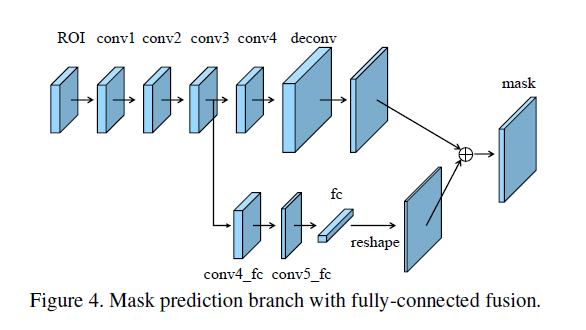 ROI conv1 conv2 conv3 conv4 deconv
mask
fc
reshape
conv4_fc conv5_fc
Figure 4. Mask prediction branch with fully-connected fusion.